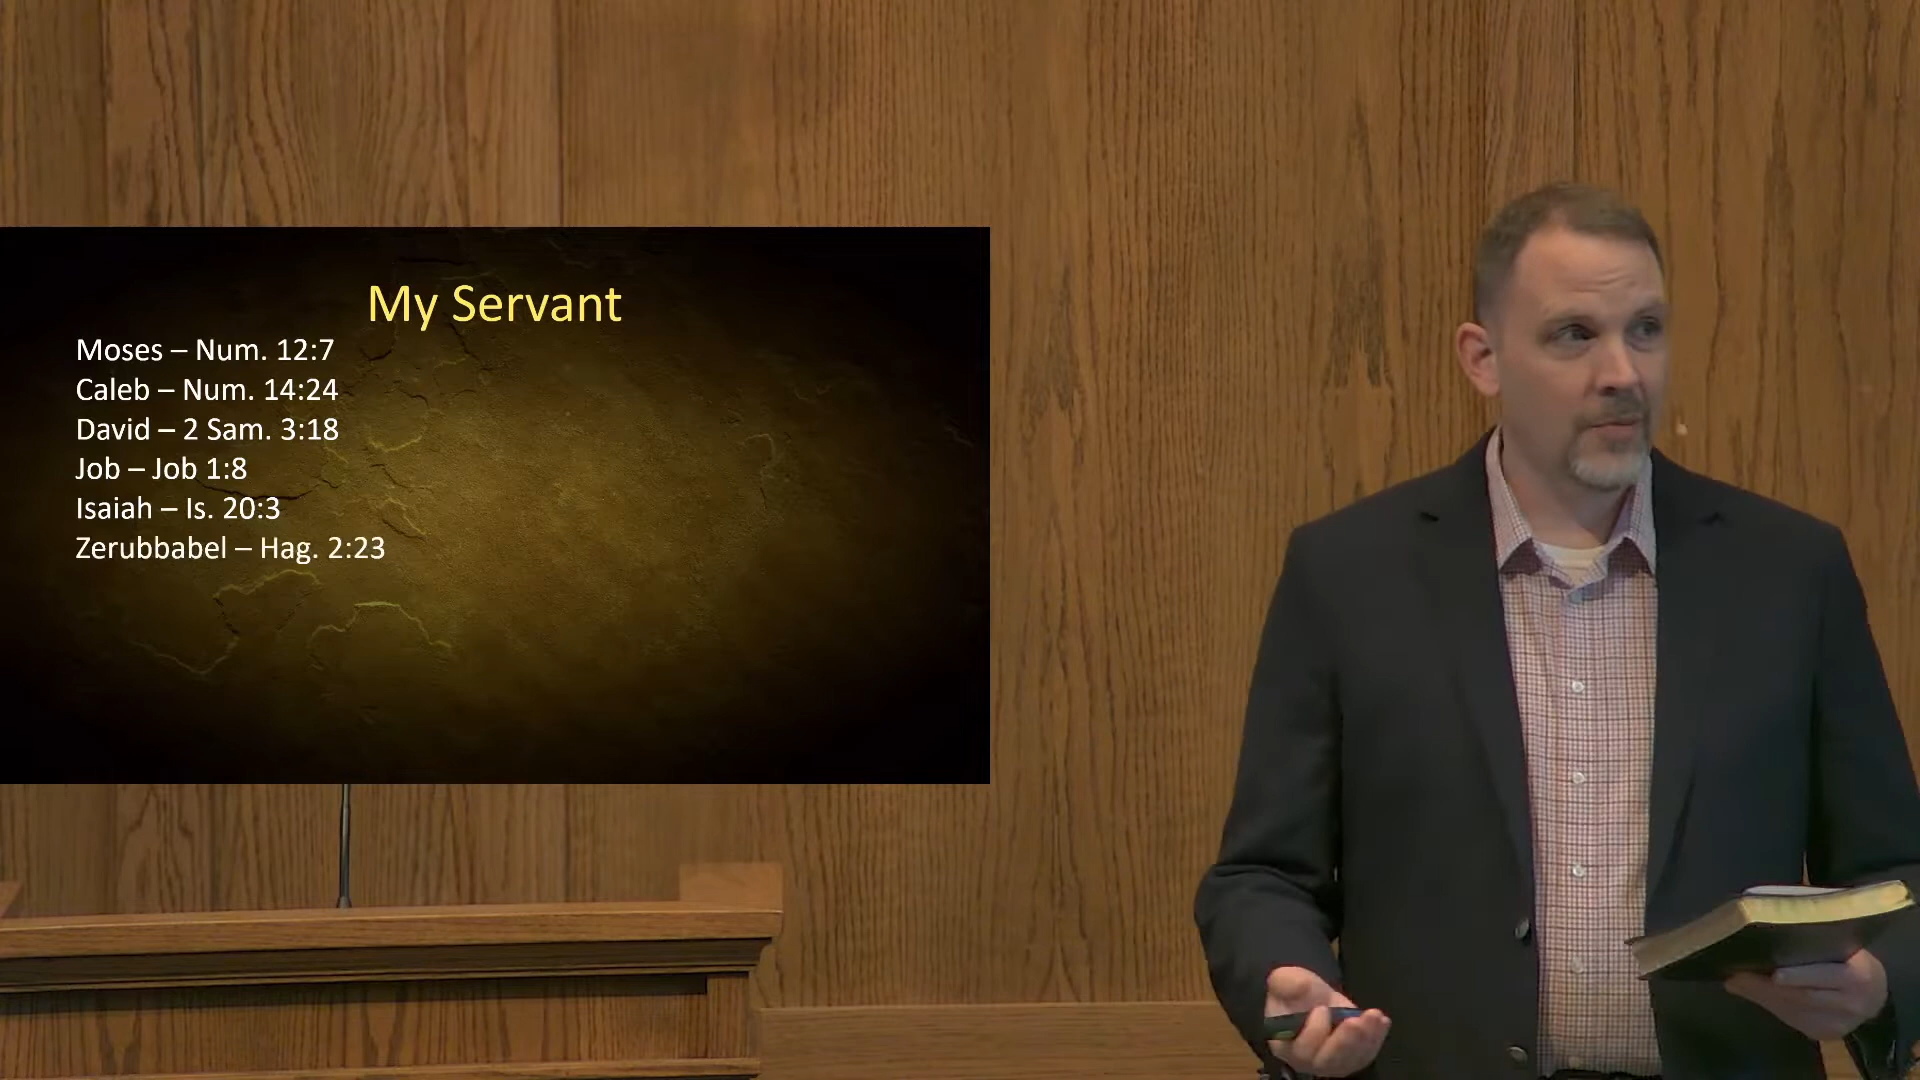 My Servant
Moses – Num. 12:7
Caleb – Num. 14:24
David – 2 Sam. 3:18
Job – Job 1:8
Isaiah – Is. 20:3
Zerubbabel – Hag. 2:23